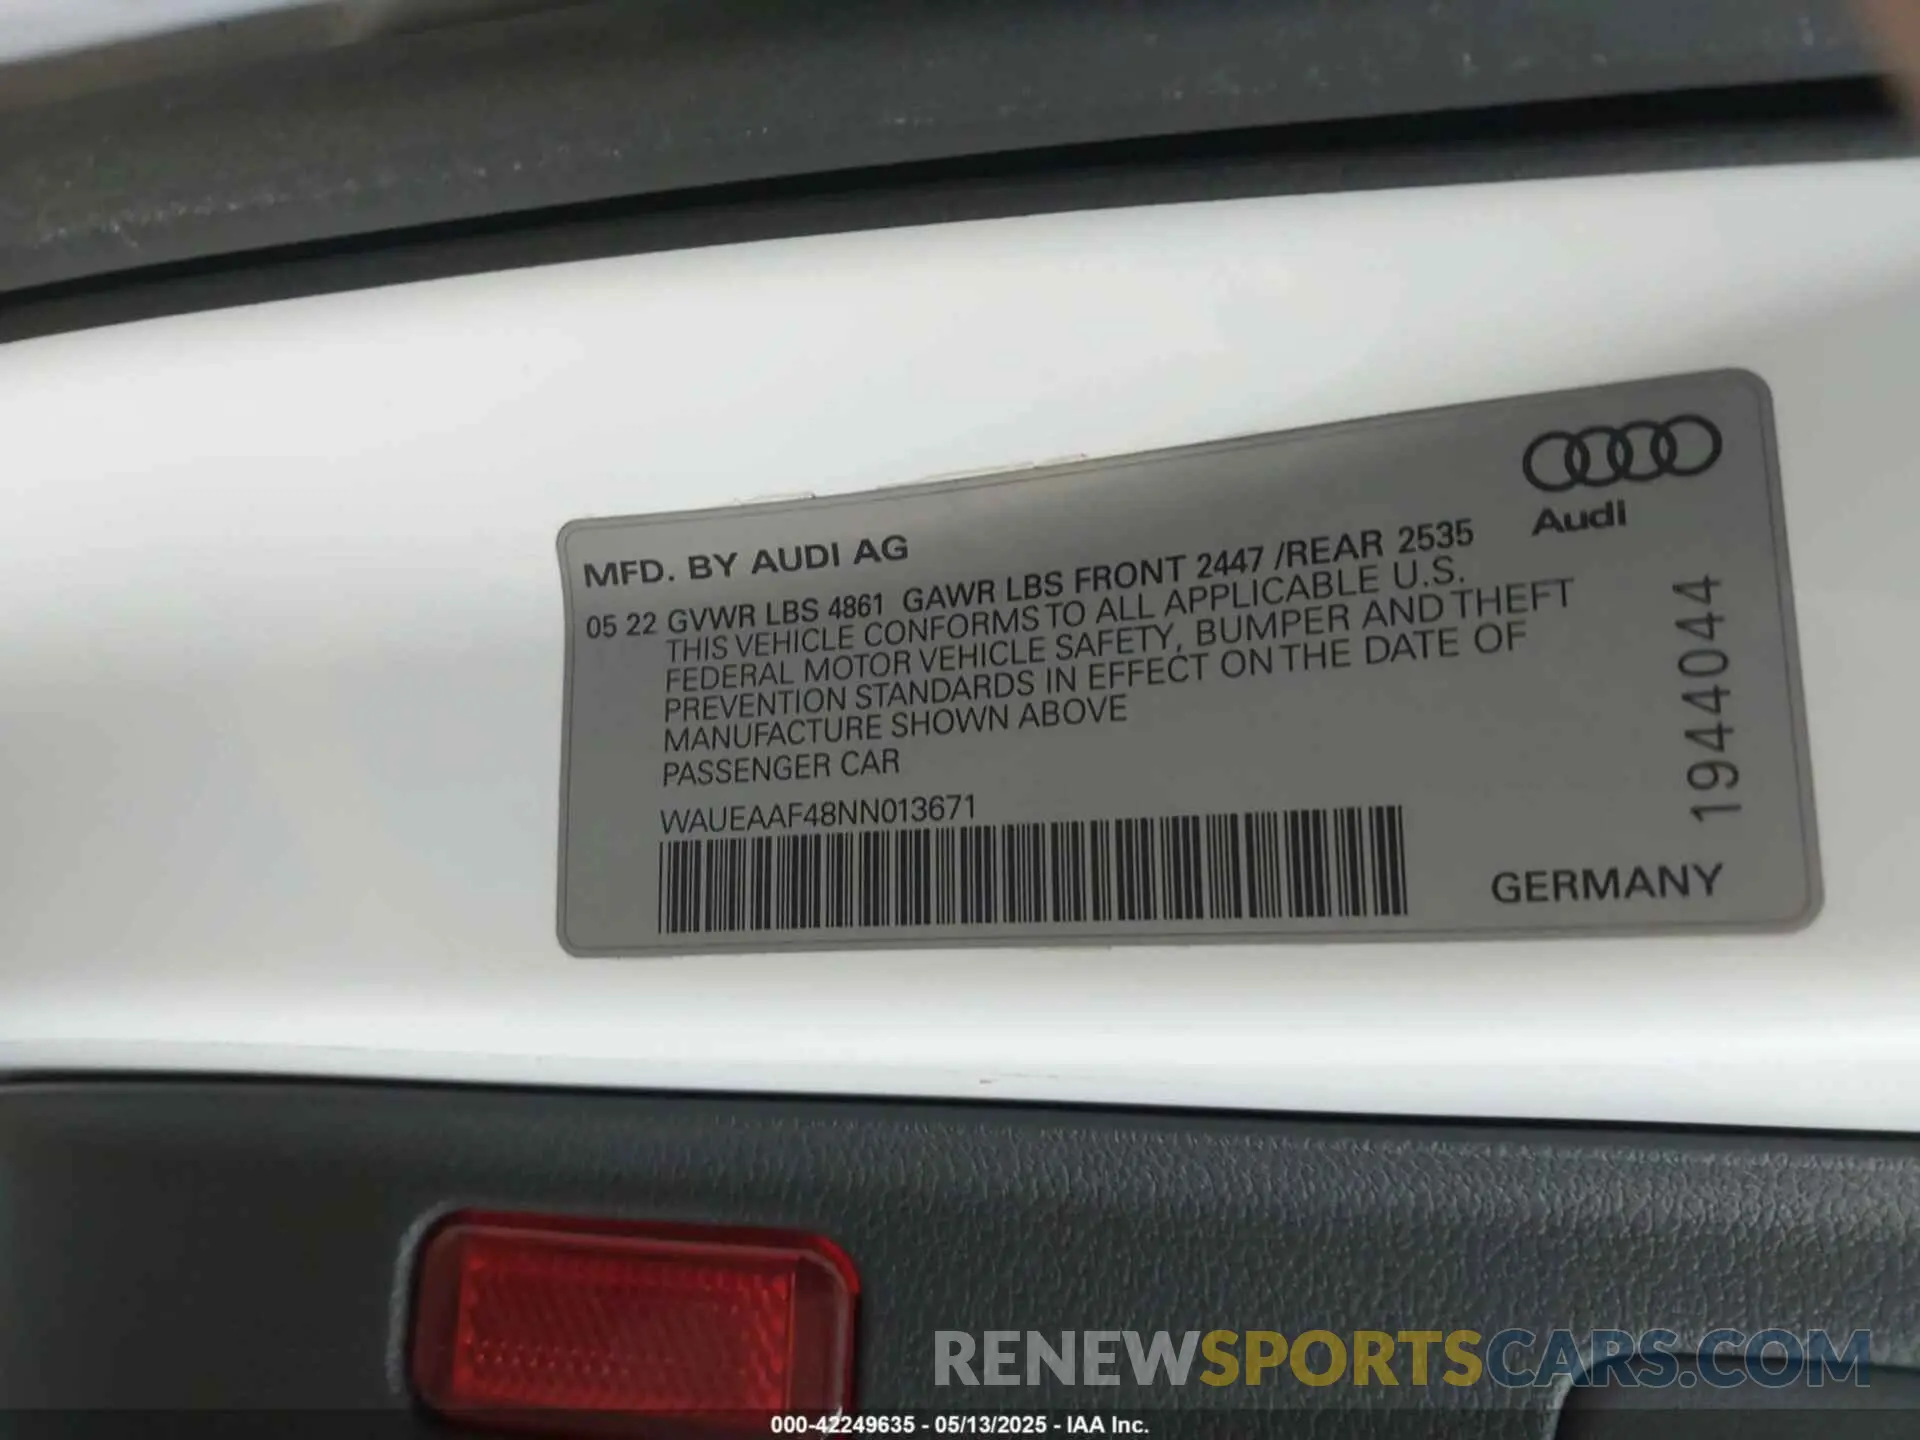 Audi
MFD. BY AUDI AG
05 22 GVWR LBS 4861 GAWR LBS FRONT 2447 /REAR 2535
THIS VEHICLE CONFORMS TO ALL APPLICABLE U.S.
FEDERAL MOTOR VEHICLE SAFETY, BUMPER AND THEFT
PREVENTION STANDARDS IN EFFECT ON THE DATE OF
MANUFACTURE SHOWN ABOVE
PASSENGER CAR
WAUEAAF48NN013671
GERMANY
1944044
RENEWSPORTSCARS.COM
000-42249635 - 05/13/2025 - IAA Inc.